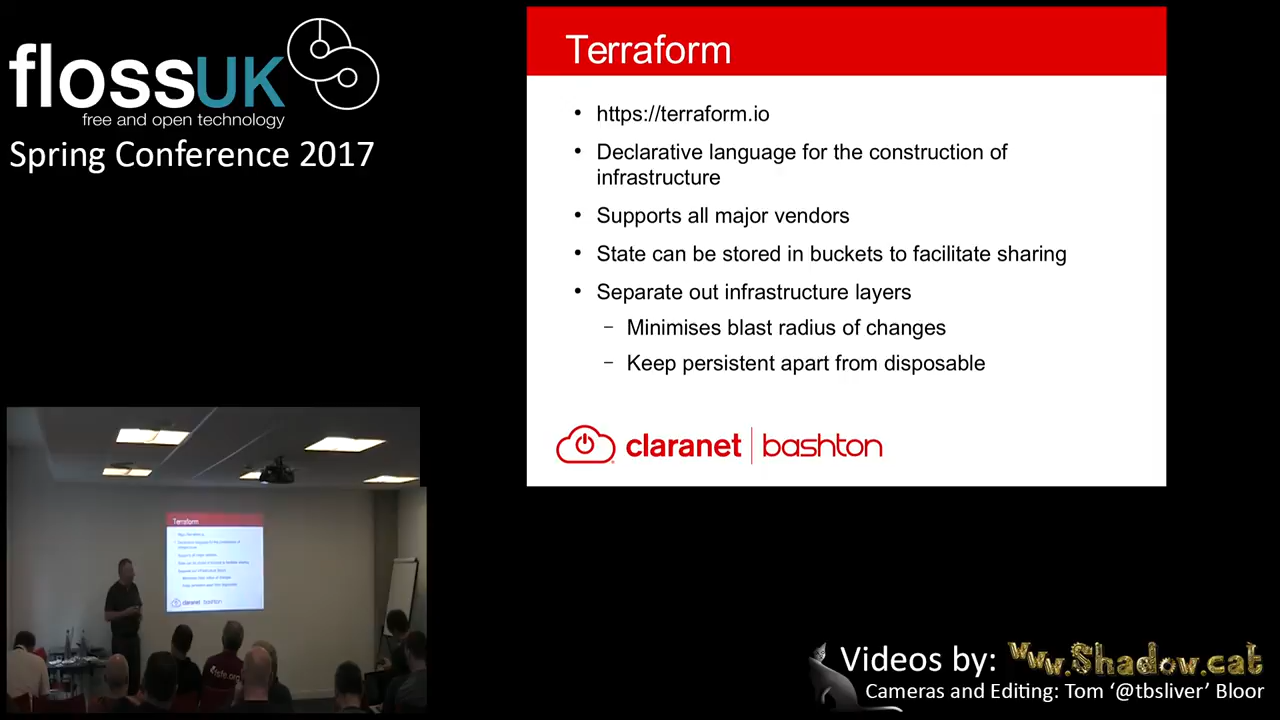 flossUK
free and open technology
Spring Conference 2017
Terraform
• https://terraform.io
• Declarative language for the construction of
infrastructure
• Supports all major vendors
• State can be stored in buckets to facilitate sharing
• Separate out infrastructure layers
– Minimises blast radius of changes
– Keep persistent apart from disposable
claranet | bashton
Terraform
claranet bashton
Videos by: Www.Shadow.cat
Cameras and Editing: Tom ‘@tbsliver’ Bloor